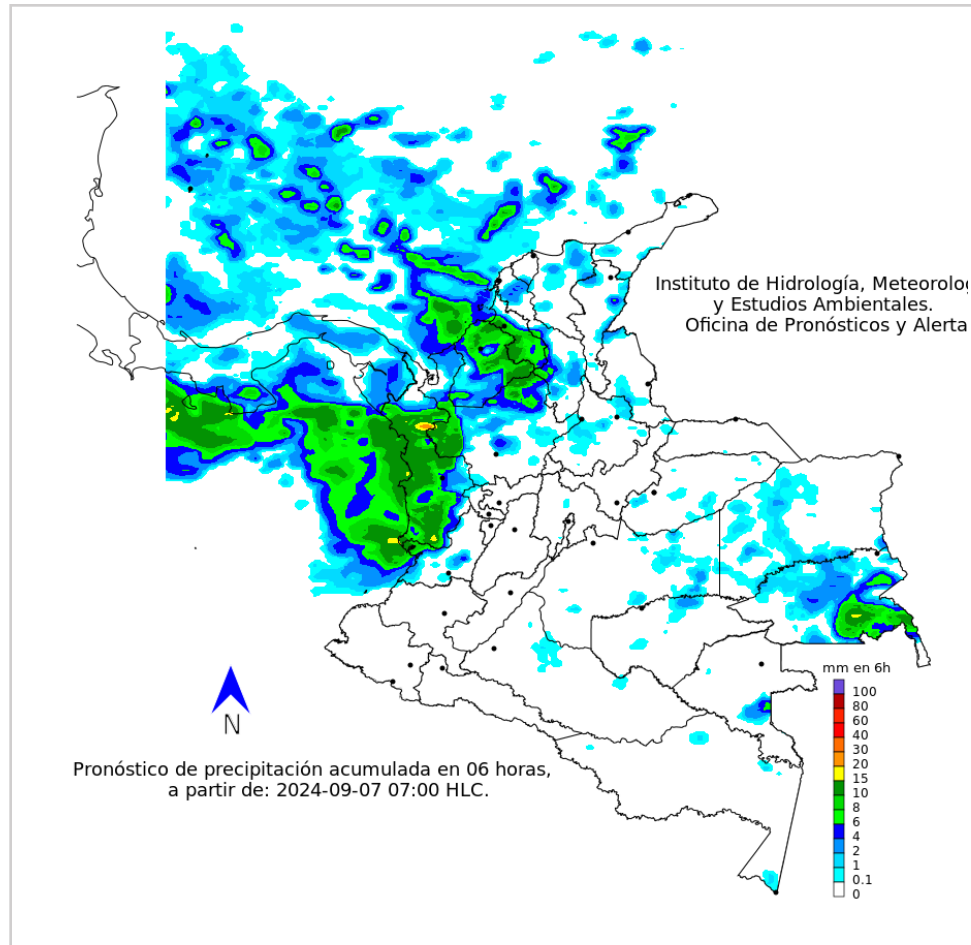 Instituto de Hidrología, Meteorolog
y Estudios Ambientales.
Oficina de Pronósticos y Alerta
mm en 6h
100
80
60
40
30
20
15
10
8
6
4
2
1
0.1
0
N
Pronóstico de precipitación acumulada en 06 horas,
a partir de: 2024-09-07 07:00 HLC.